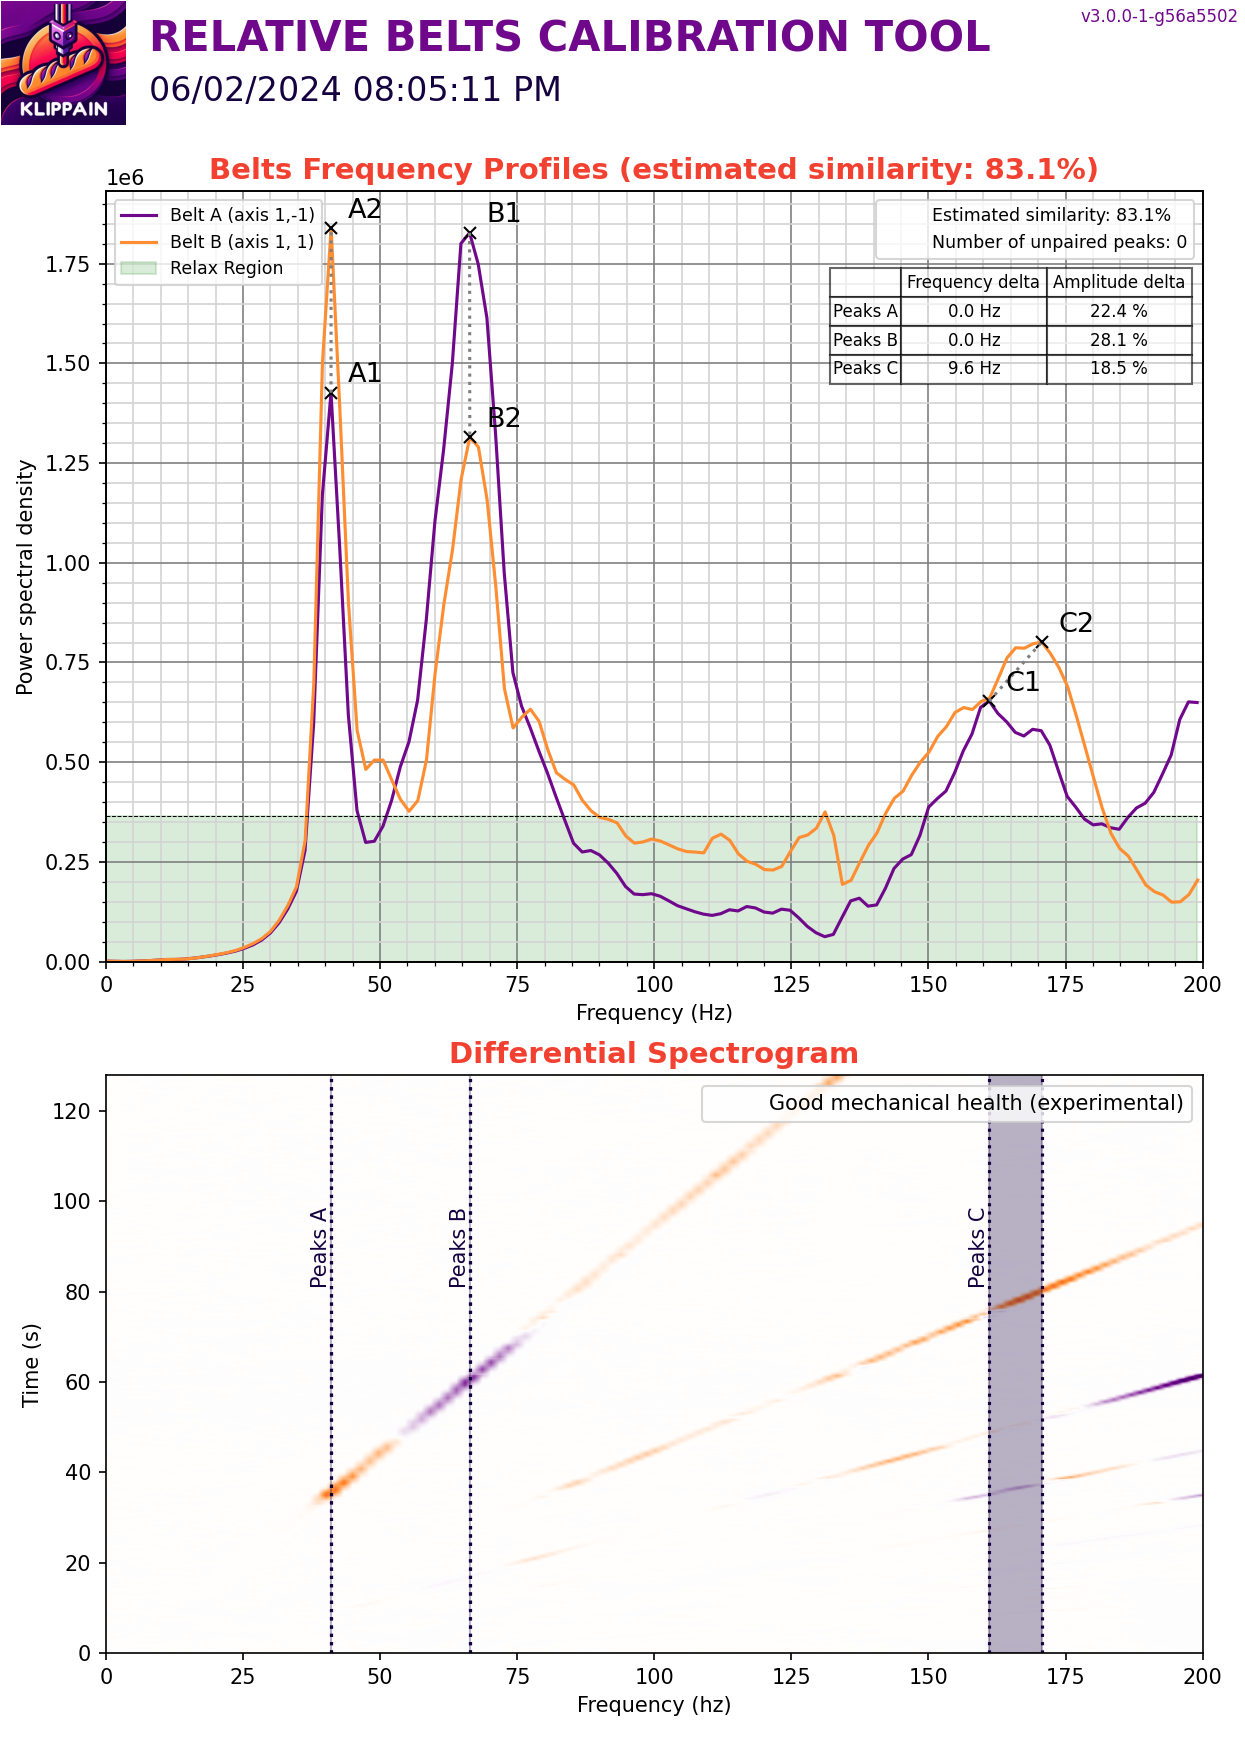 KLIPPAIN
RELATIVE BELTS CALIBRATION TOOL
v3.0.0-1-g56a5502
06/02/2024 08:05:11 PM
Belts Frequency Profiles (estimated similarity: 83.1%)
1e6
Belt A (axis 1,-1)
Belt B (axis 1, 1)
Relax Region
Estimated similarity: 83.1%
Number of unpaired peaks: 0
Frequency delta Amplitude delta
Peaks A 0.0 Hz 22.4 %
Peaks B 0.0 Hz 28.1 %
Peaks C 9.6 Hz 18.5 %
A2
B1
A1
B2
C2
C1
1.75
1.50
1.25
1.00
0.75
0.50
0.25
0.00
Power spectral density
0 25 50 75 100 125 150 175 200
Frequency (Hz)
Differential Spectrogram
Good mechanical health (experimental)
Peaks A
Peaks B
Peaks C
120
100
80
60
40
20
0
Time (s)
0 25 50 75 100 125 150 175 200
Frequency (hz)